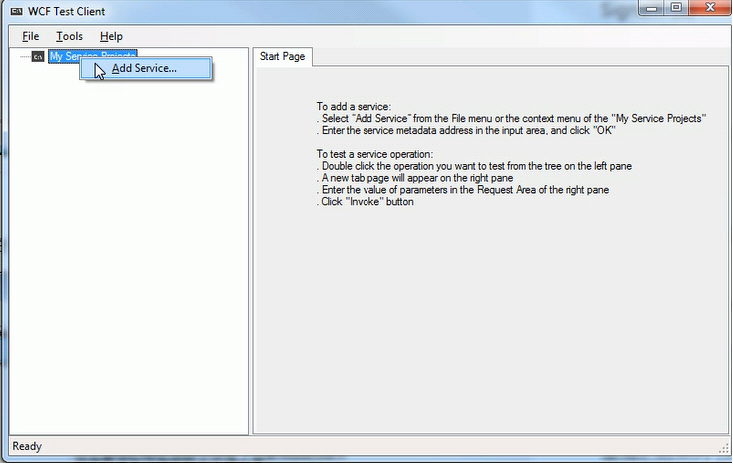 WCF Test Client
File Tools Help
My Service Projects
Add Service...
Start Page
To add a service:
. Select "Add Service" from the File menu or the context menu of the "My Service Projects"
. Enter the service metadata address in the input area, and click "OK"
To test a service operation:
. Double click the operation you want to test from the tree on the left pane
. A new tab page will appear on the right pane
. Enter the value of parameters in the Request Area of the right pane
. Click "Invoke" button
Ready